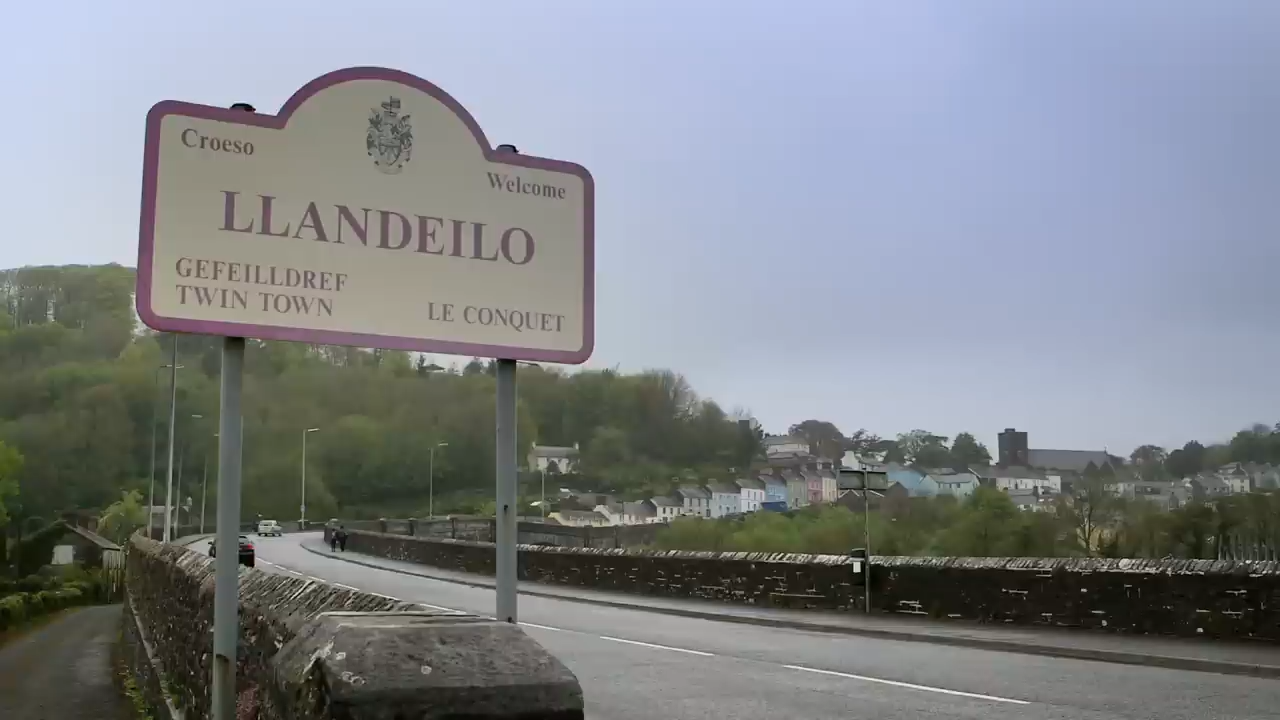 Croeso
Welcome
LLANDEILO
GEFEILLDREF
TWIN TOWN
LE CONQUET